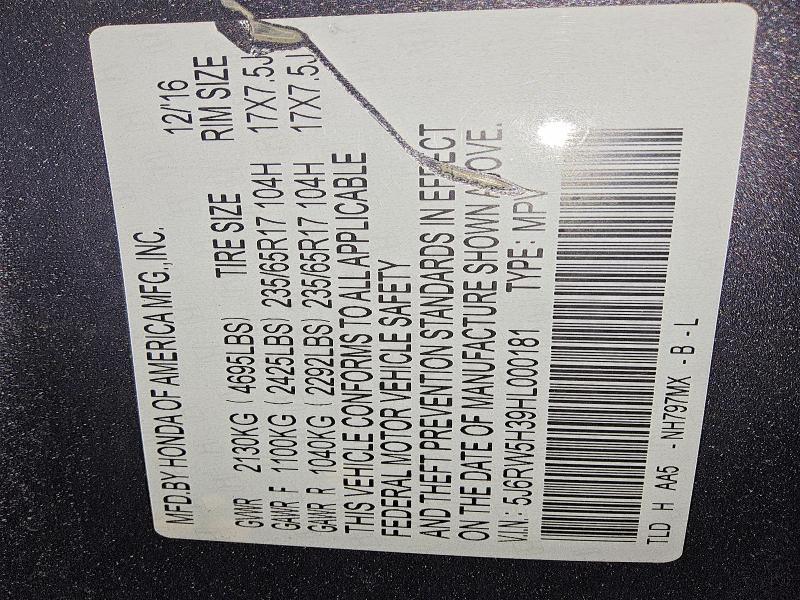 MFD.BY HONDA OF AMERICA MFG., INC. 12/'16
TIRE SIZE RIM SIZE
GVWR 2130KG ( 4695LBS)
GAWR F 1100KG ( 2425LBS) 235/65R17 104H 17X7.5J
GAWR R 1040KG ( 2292LBS) 235/65R17 104H 17X7.5J
THIS VEHICLE CONFORMS TO ALL APPLICABLE
FEDERAL MOTOR VEHICLE SAFETY
AND THEFT PREVENTION STANDARDS IN EFFECT
ON THE DATE OF MANUFACTURE SHOWN ABOVE.
V.I.N.: 5J6RW5H39HL000181 TYPE: MPV
TLD H AA5 - NH797MX - B - L